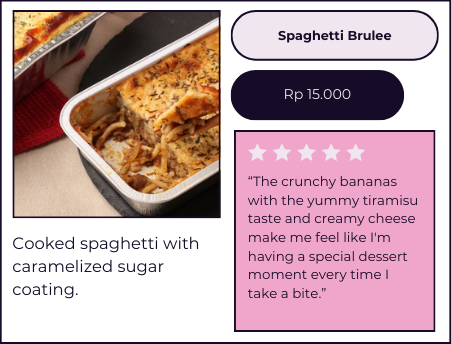 Spaghetti Brulee
Rp 15.000
“The crunchy bananas
with the yummy tiramisu
taste and creamy cheese
make me feel like I'm
having a special dessert
moment every time I
take a bite.”
Cooked spaghetti with
caramelized sugar
coating.